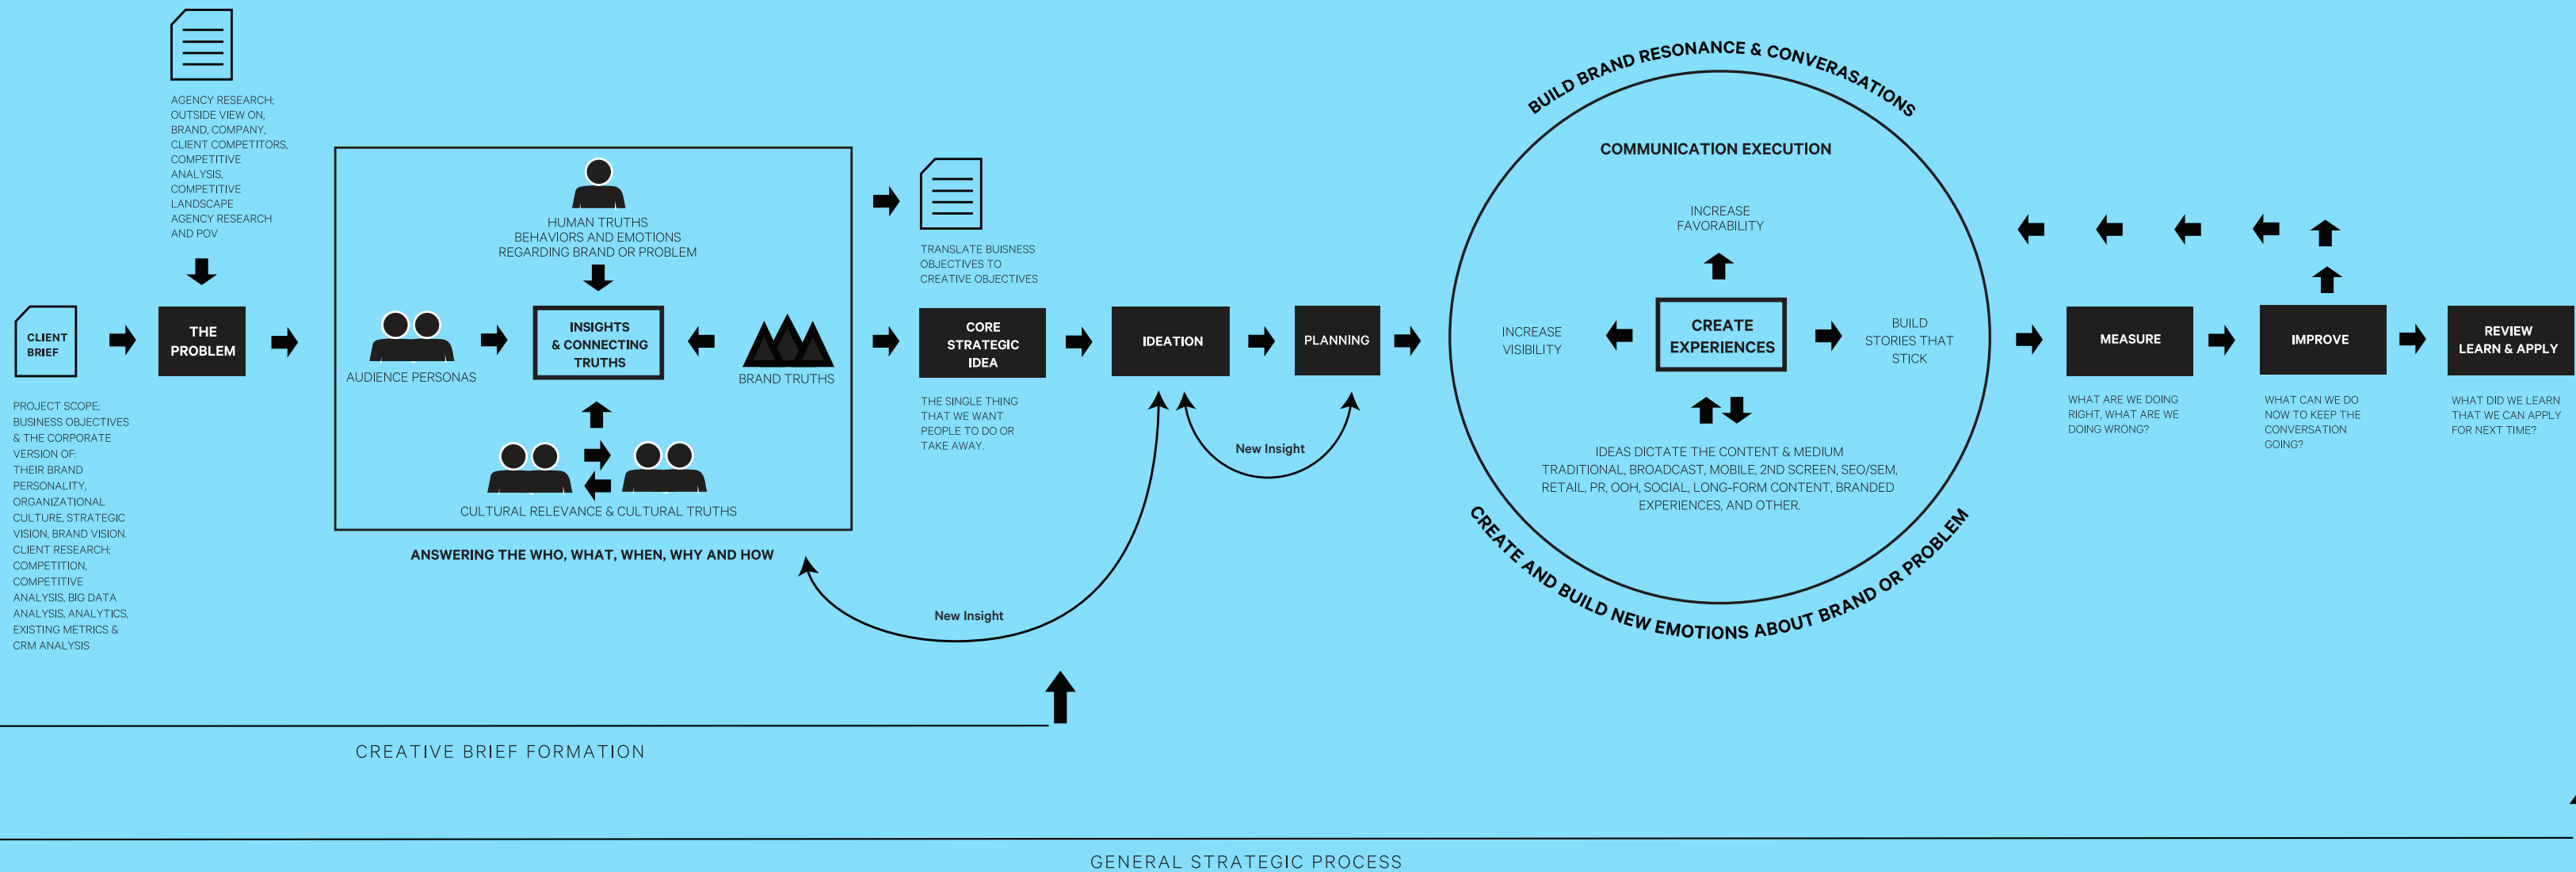 AGENCY RESEARCH;
OUTSIDE VIEW ON,
BRAND, COMPANY,
CLIENT COMPETITORS,
COMPETITIVE
ANALYSIS,
COMPETITIVE
LANDSCAPE
AGENCY RESEARCH
AND POV
CLIENT
BRIEF
PROJECT SCOPE;
BUSINESS OBJECTIVES
& THE CORPORATE
VERSION OF:
THEIR BRAND
PERSONALITY,
ORGANIZATIONAL
CULTURE, STRATEGIC
VISION, BRAND VISION.
CLIENT RESEARCH;
COMPETITION,
COMPETITIVE
ANALYSIS, BIG DATA
ANALYSIS, ANALYTICS,
EXISTING METRICS &
CRM ANALYSIS
THE
PROBLEM
HUMAN TRUTHS
BEHAVIORS AND EMOTIONS
REGARDING BRAND OR PROBLEM
AUDIENCE PERSONAS
INSIGHTS
& CONNECTING
TRUTHS
BRAND TRUTHS
CULTURAL RELEVANCE & CULTURAL TRUTHS
ANSWERING THE WHO, WHAT, WHEN, WHY AND HOW
TRANSLATE BUISNESS
OBJECTIVES TO
CREATIVE OBJECTIVES
CORE
STRATEGIC
IDEA
THE SINGLE THING
THAT WE WANT
PEOPLE TO DO OR
TAKE AWAY.
IDEATION
PLANNING
New Insight
New Insight
BUILD BRAND RESONANCE & CONVERASATIONS
COMMUNICATION EXECUTION
INCREASE
FAVORABILITY
INCREASE
VISIBILITY
CREATE
EXPERIENCES
BUILD
STORIES THAT
STICK
IDEAS DICTATE THE CONTENT & MEDIUM
TRADITIONAL, BROADCAST, MOBILE, 2ND SCREEN, SEO/SEM,
RETAIL, PR, OOH, SOCIAL, LONG-FORM CONTENT, BRANDED
EXPERIENCES, AND OTHER.
CREATE AND BUILD NEW EMOTIONS ABOUT BRAND OR PROBLEM
MEASURE
WHAT ARE WE DOING
RIGHT, WHAT ARE WE
DOING WRONG?
IMPROVE
WHAT CAN WE DO
NOW TO KEEP THE
CONVERSATION
GOING?
REVIEW
LEARN & APPLY
WHAT DID WE LEARN
THAT WE CAN APPLY
FOR NEXT TIME?
CREATIVE BRIEF FORMATION
GENERAL STRATEGIC PROCESS